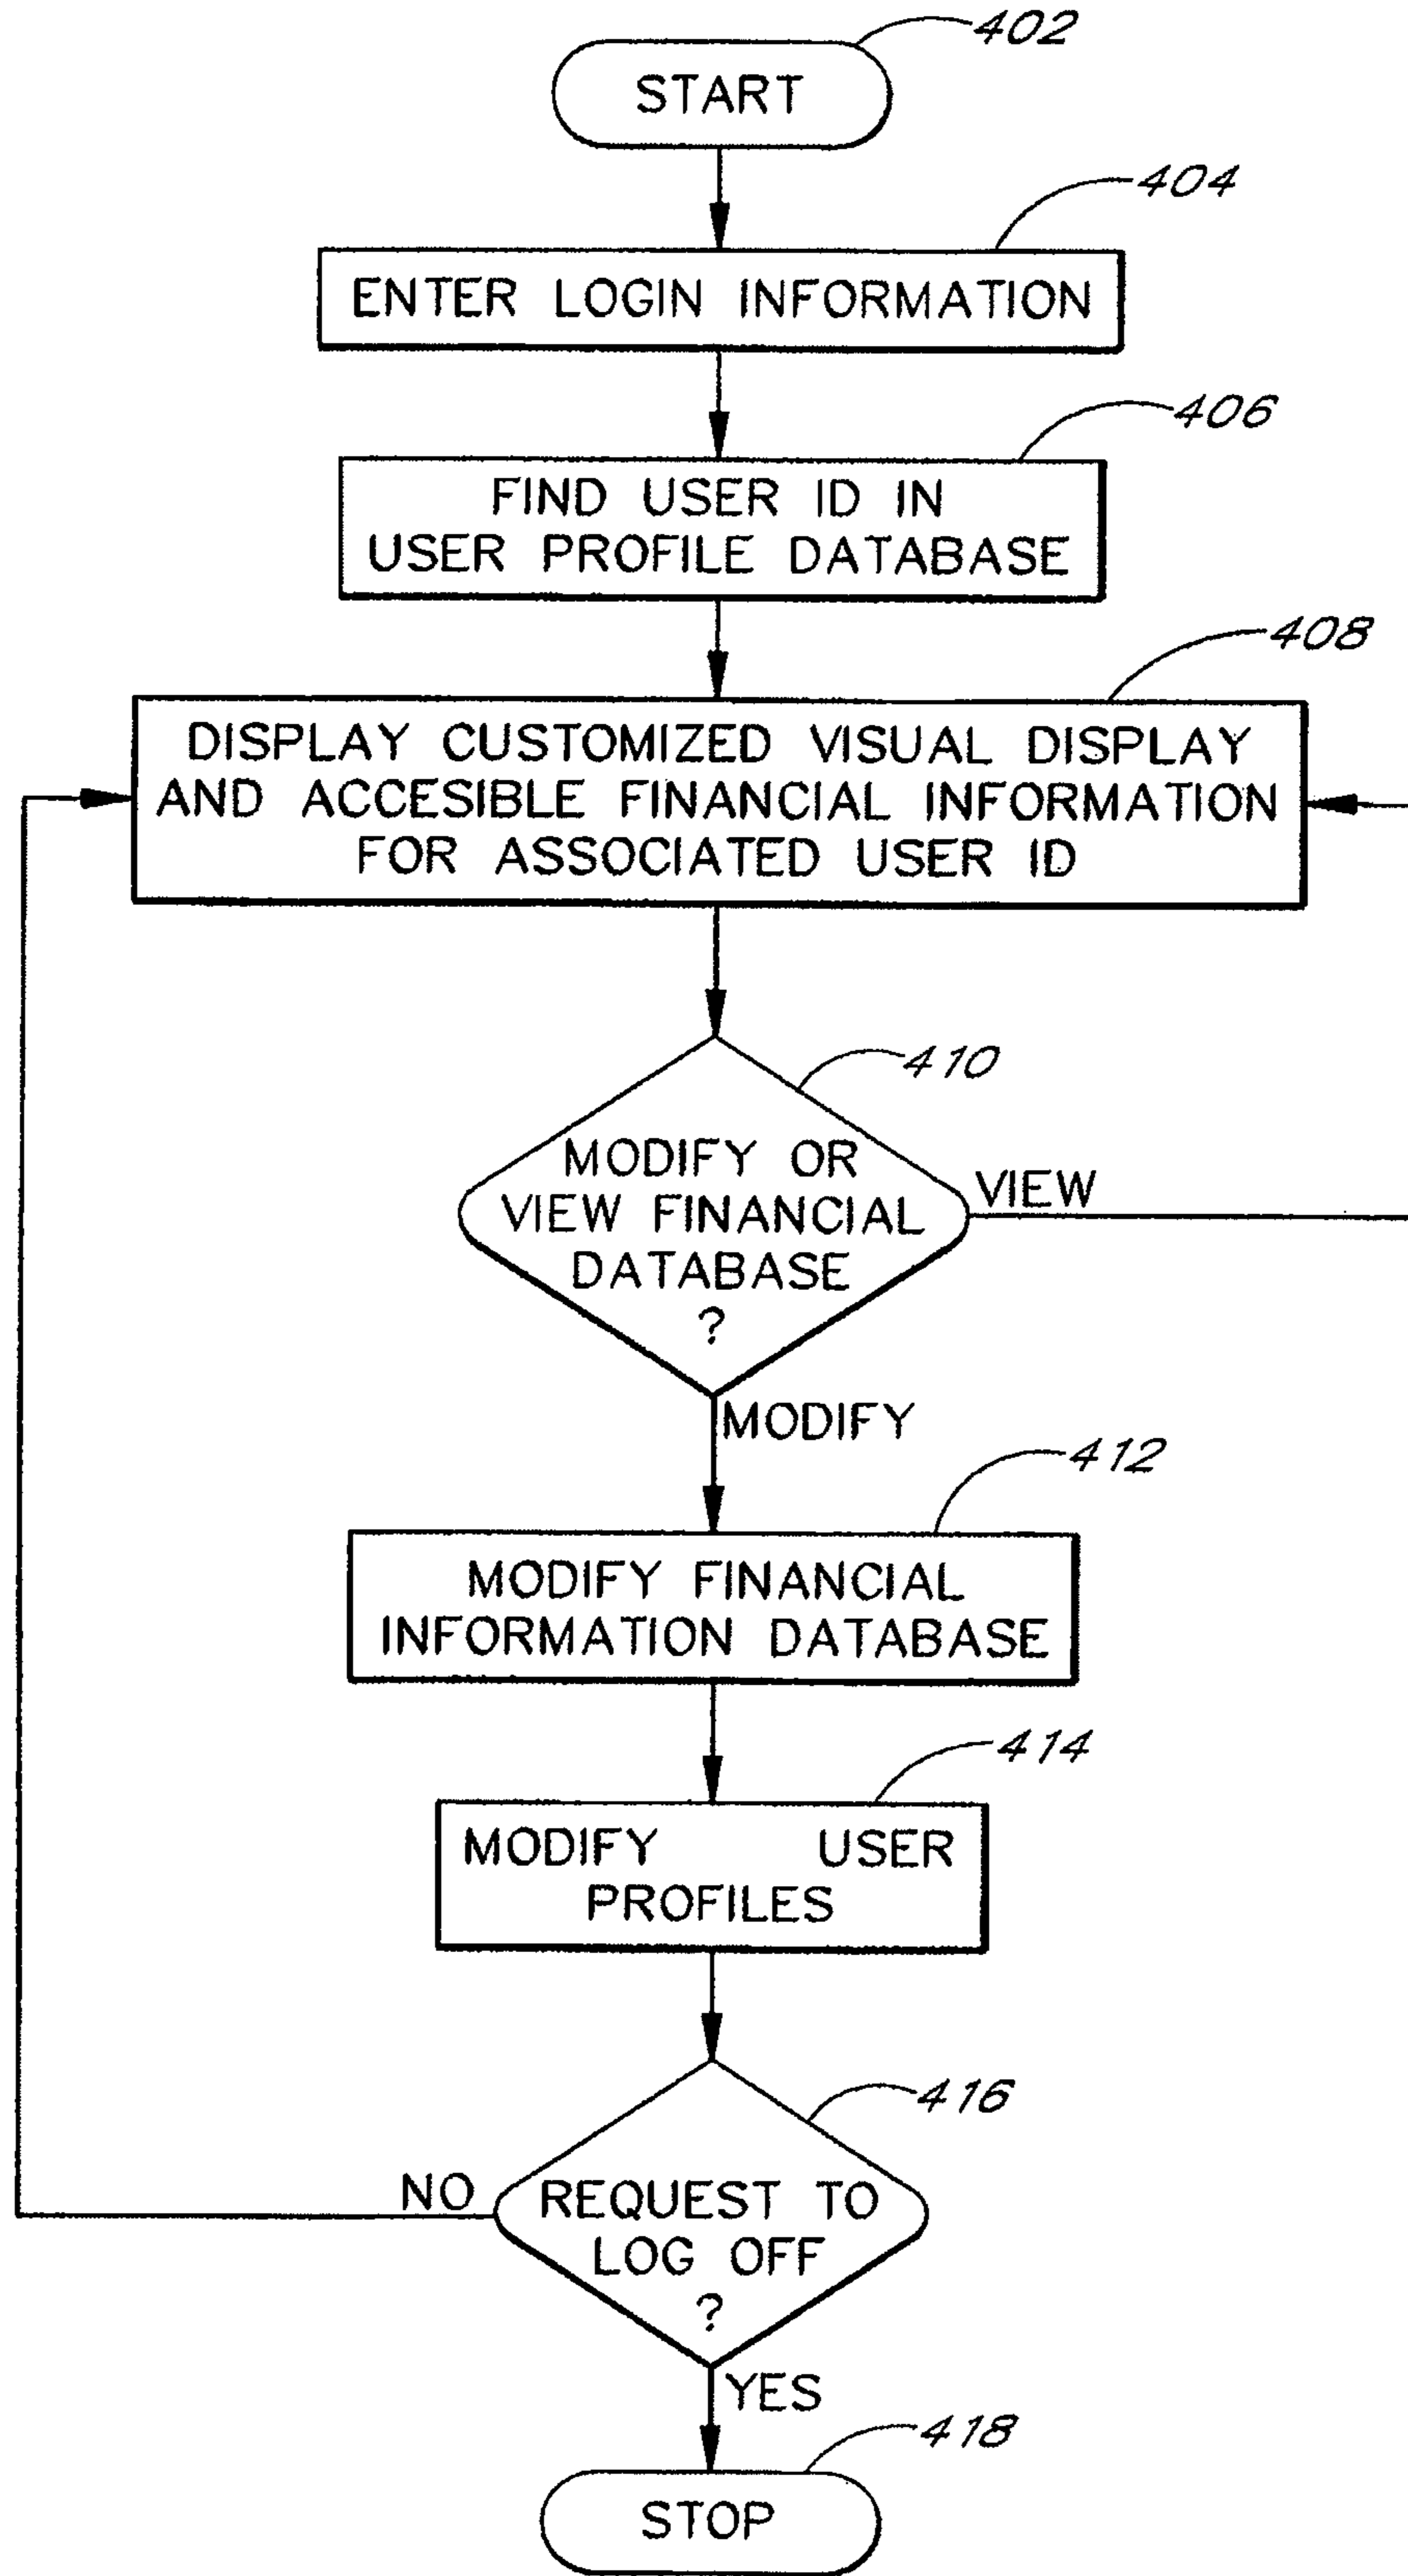 402
START
404
ENTER LOGIN INFORMATION
406
FIND USER ID IN
USER PROFILE DATABASE
408
DISPLAY CUSTOMIZED VISUAL DISPLAY
AND ACCESIBLE FINANCIAL INFORMATION
FOR ASSOCIATED USER ID
410
MODIFY OR
VIEW FINANCIAL
DATABASE
?
VIEW
MODIFY
412
MODIFY FINANCIAL
INFORMATION DATABASE
414
MODIFY USER
PROFILES
416
NO
REQUEST TO
LOG OFF
?
YES
418
STOP